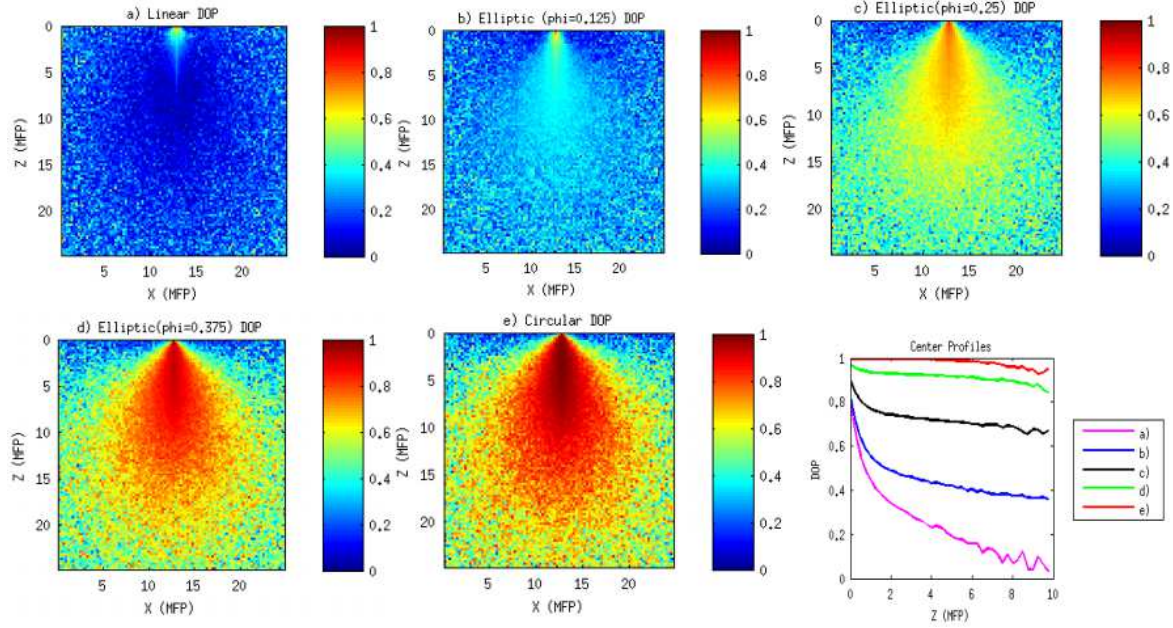 a) Linear DOP
b) Elliptic (phi=0.125) DOP
c) Elliptic(phi=0.25) DOP
0
5
10
15
20
Z (MFP)
5 10 15 20
X (MFP)
1
0.8
0.6
0.4
0.2
0
0
5
10
15
20
Z (MFP)
5 10 15 20
X (MFP)
1
0.8
0.6
0.4
0.2
0
0
5
10
15
20
Z (MFP)
5 10 15 20
X (MFP)
1
0.8
0.6
0.4
0.2
0
d) Elliptic(phi=0.375) DOP
e) Circular DOP
Center Profiles
0
5
10
15
20
Z (MFP)
5 10 15 20
X (MFP)
1
0.8
0.6
0.4
0.2
0
0
5
10
15
20
Z (MFP)
5 10 15 20
X (MFP)
1
0.8
0.6
0.4
0.2
0
1
0.8
0.6
0.4
0.2
0
DOP
0 2 4 6 8 10
Z (MFP)
a)
b)
c)
d)
e)